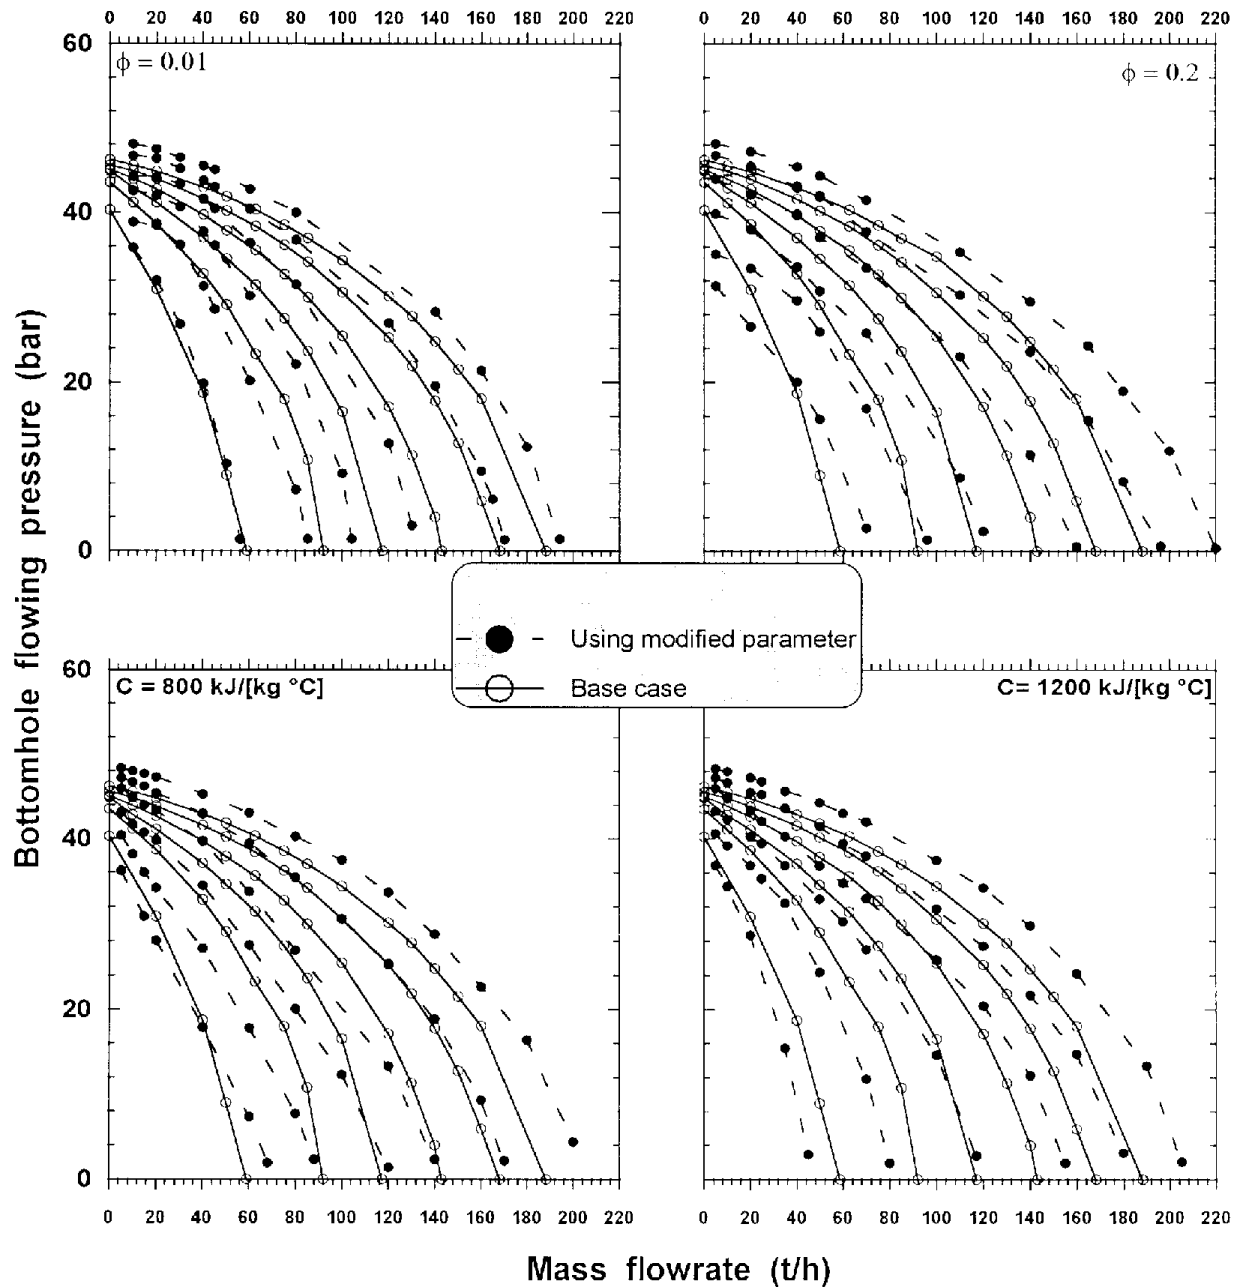 0 20 40 60 80 100 120 140 160 180 200 220
0 20 40 60 80 100 120 140 160 180 200 220
60
ϕ = 0.01
ϕ = 0.2
40
20
0
Bottomhole flowing pressure (bar)
Using modified parameter
Base case
60
C = 800 kJ/[kg °C]
C= 1200 kJ/[kg °C]
40
20
0
0 20 40 60 80 100 120 140 160 180 200 220
0 20 40 60 80 100 120 140 160 180 200 220
Mass flowrate (t/h)